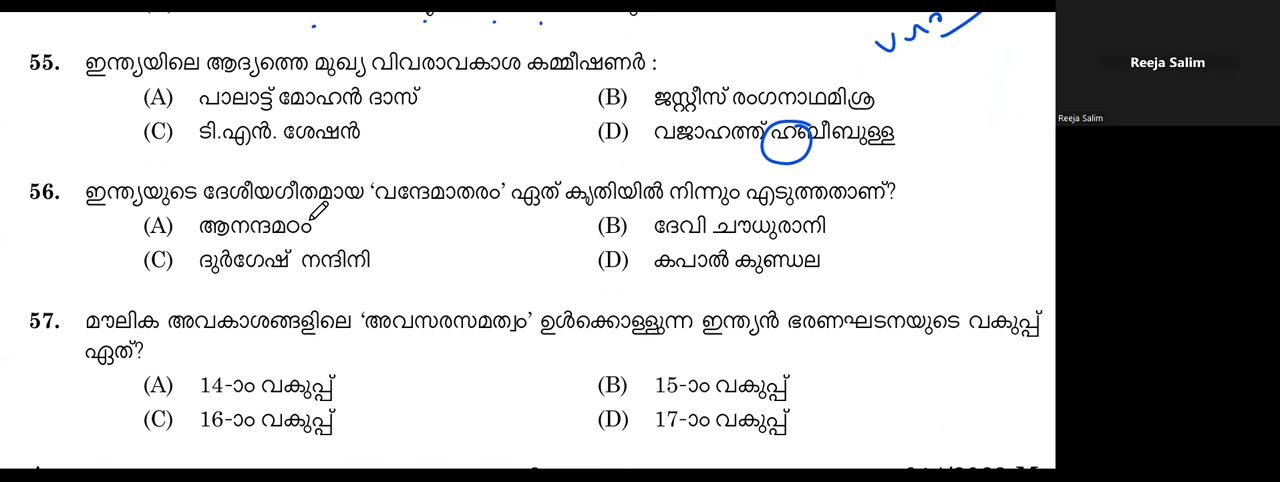 55. ഇന്ത്യയിലെ ആദ്യത്തെ മുഖ്യ വിവരാവകാശ കമ്മീഷണർ :
(A) പാലാട്ട് മോഹൻ ദാസ് (B) ജസ്റ്റീസ് രംഗനാഥമിശ്ര
(C) ടി.എൻ. ശേഷൻ (D) വജാഹത്ത് ഹബീബുള്ള
56. ഇന്ത്യയുടെ ദേശീയഗീതമായ ‘വന്ദേമാതരം’ ഏത് കൃതിയിൽ നിന്നും എടുത്തതാണ്?
(A) ആനന്ദമഠം (B) ദേവി ചൗധുരാനി
(C) ദുർഗേഷ് നന്ദിനി (D) കപാൽ കുണ്ഡല
57. മൗലിക അവകാശങ്ങളിലെ ‘അവസരസമത്വം’ ഉൾക്കൊള്ളുന്ന ഇന്ത്യൻ ഭരണഘടനയുടെ വകുപ്പ്
ഏത്?
(A) 14-ാം വകുപ്പ് (B) 15-ാം വകുപ്പ്
(C) 16-ാം വകുപ്പ് (D) 17-ാം വകുപ്പ്
Reeja Salim
Reeja Salim